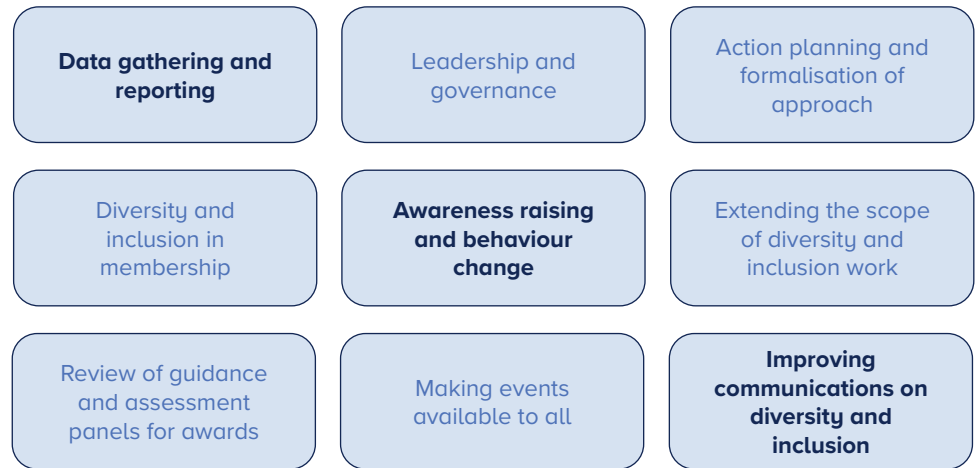 Data gathering and
reporting
Leadership and
governance
Action planning and
formalisation of
approach
Diversity and
inclusion in
membership
Awareness raising
and behaviour
change
Extending the scope
of diversity and
inclusion work
Review of guidance
and assessment
panels for awards
Making events
available to all
Improving
communications on
diversity and
inclusion